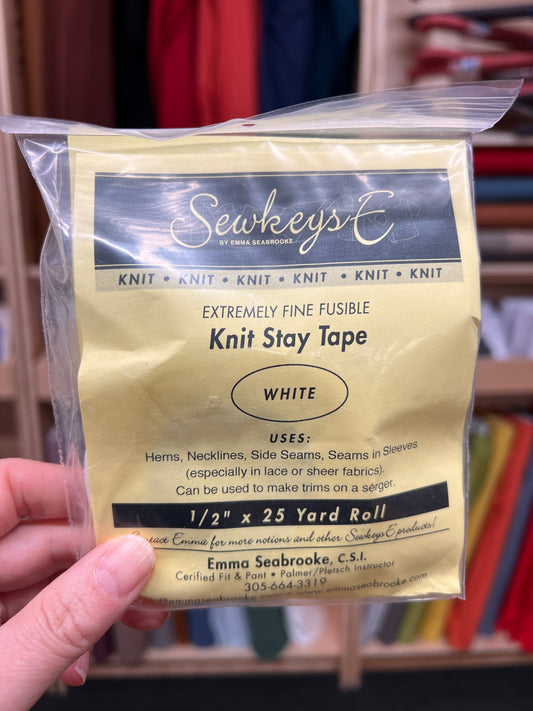 SewkeysE
BY EMMA SEABROOKE
KNIT • KNIT • KNIT • KNIT • KNIT • KNIT
EXTREMELY FINE FUSIBLE
Knit Stay Tape
WHITE
USES:
Hems, Necklines, Side Seams, Seams in Sleeves
(especially in lace or sheer fabrics).
Can be used to make trims on a serger.
1/2" x 25 Yard Roll
Contact Emma for more notions and other SewkeysE products!
Emma Seabrooke, C.S.I.
Cerified Fit & Pant • Palmer/Pletsch Instructor
305-664-3319
@emmaseabrooke.com • www.emmaseabrooke.com